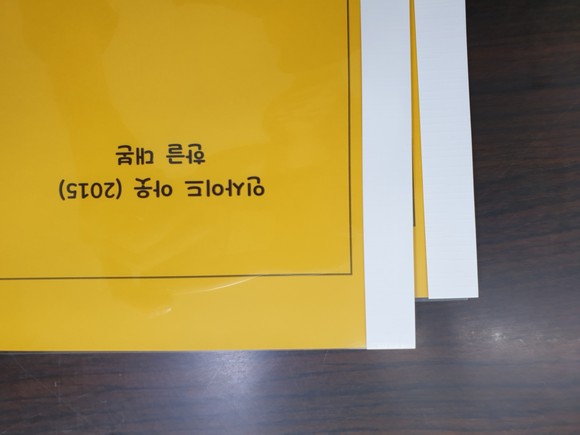 인사이드 아웃 (2015)
한글 대본